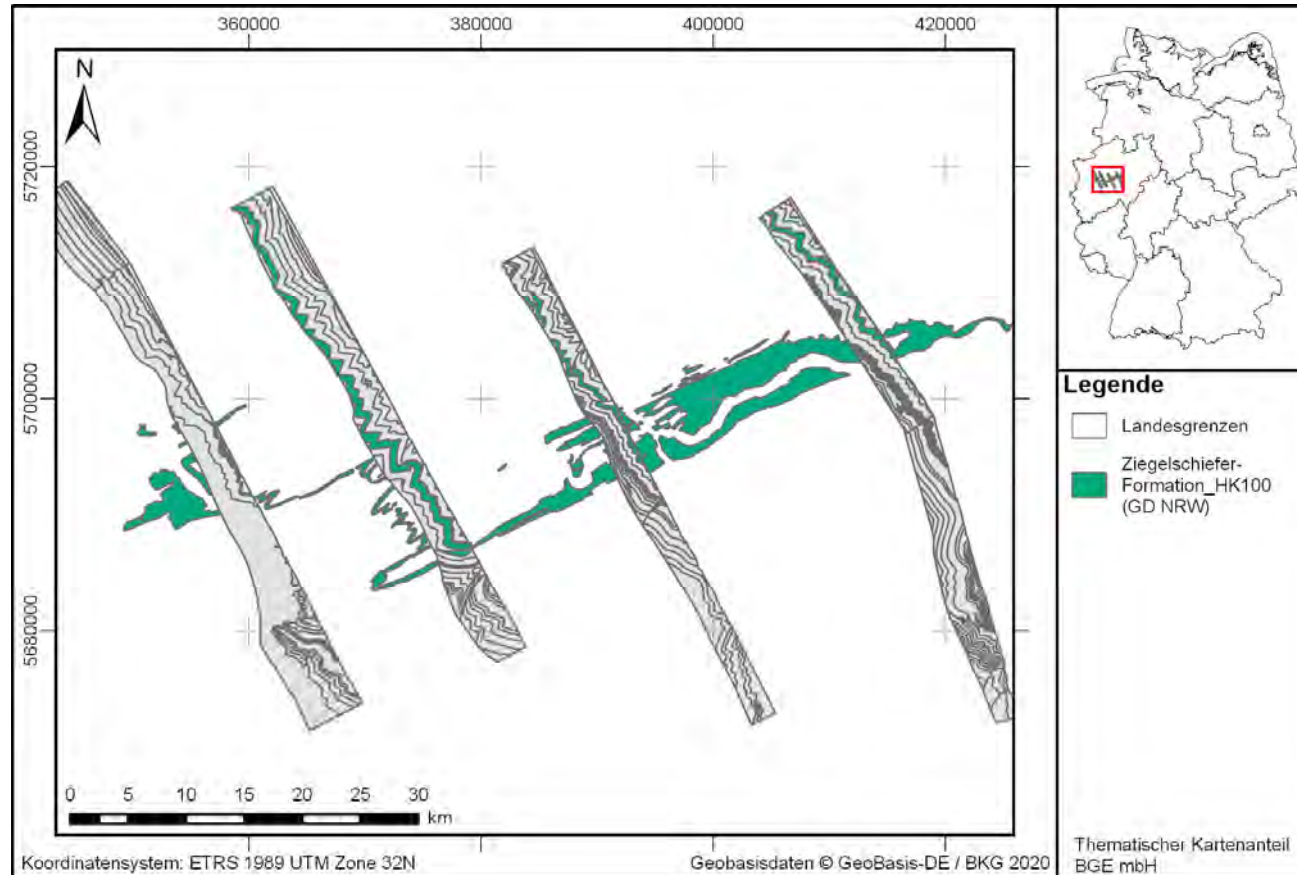 360000 380000 400000 420000
N
5720000
5700000
5680000
0 5 10 15 20 25 30
km
Koordinatensystem: ETRS 1989 UTM Zone 32N
Geobasisdaten © GeoBasis-DE / BKG 2020
Legende
Landesgrenzen
Ziegelschiefer-
Formation_HK100
(GD NRW)
Thematischer Kartenanteil
BGE mbH